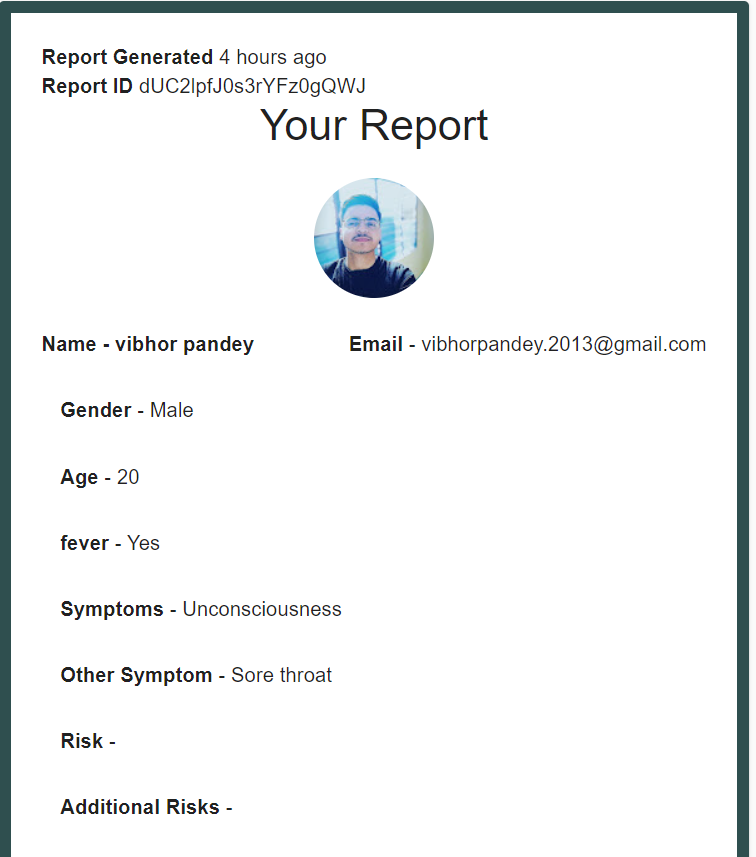 Report Generated 4 hours ago
Report ID dUC2lpfJ0s3rYFz0gQWJ
Your Report
Name - vibhor pandey Email - vibhorpandey.2013@gmail.com
Gender - Male
Age - 20
fever - Yes
Symptoms - Unconsciousness
Other Symptom - Sore throat
Risk -
Additional Risks -